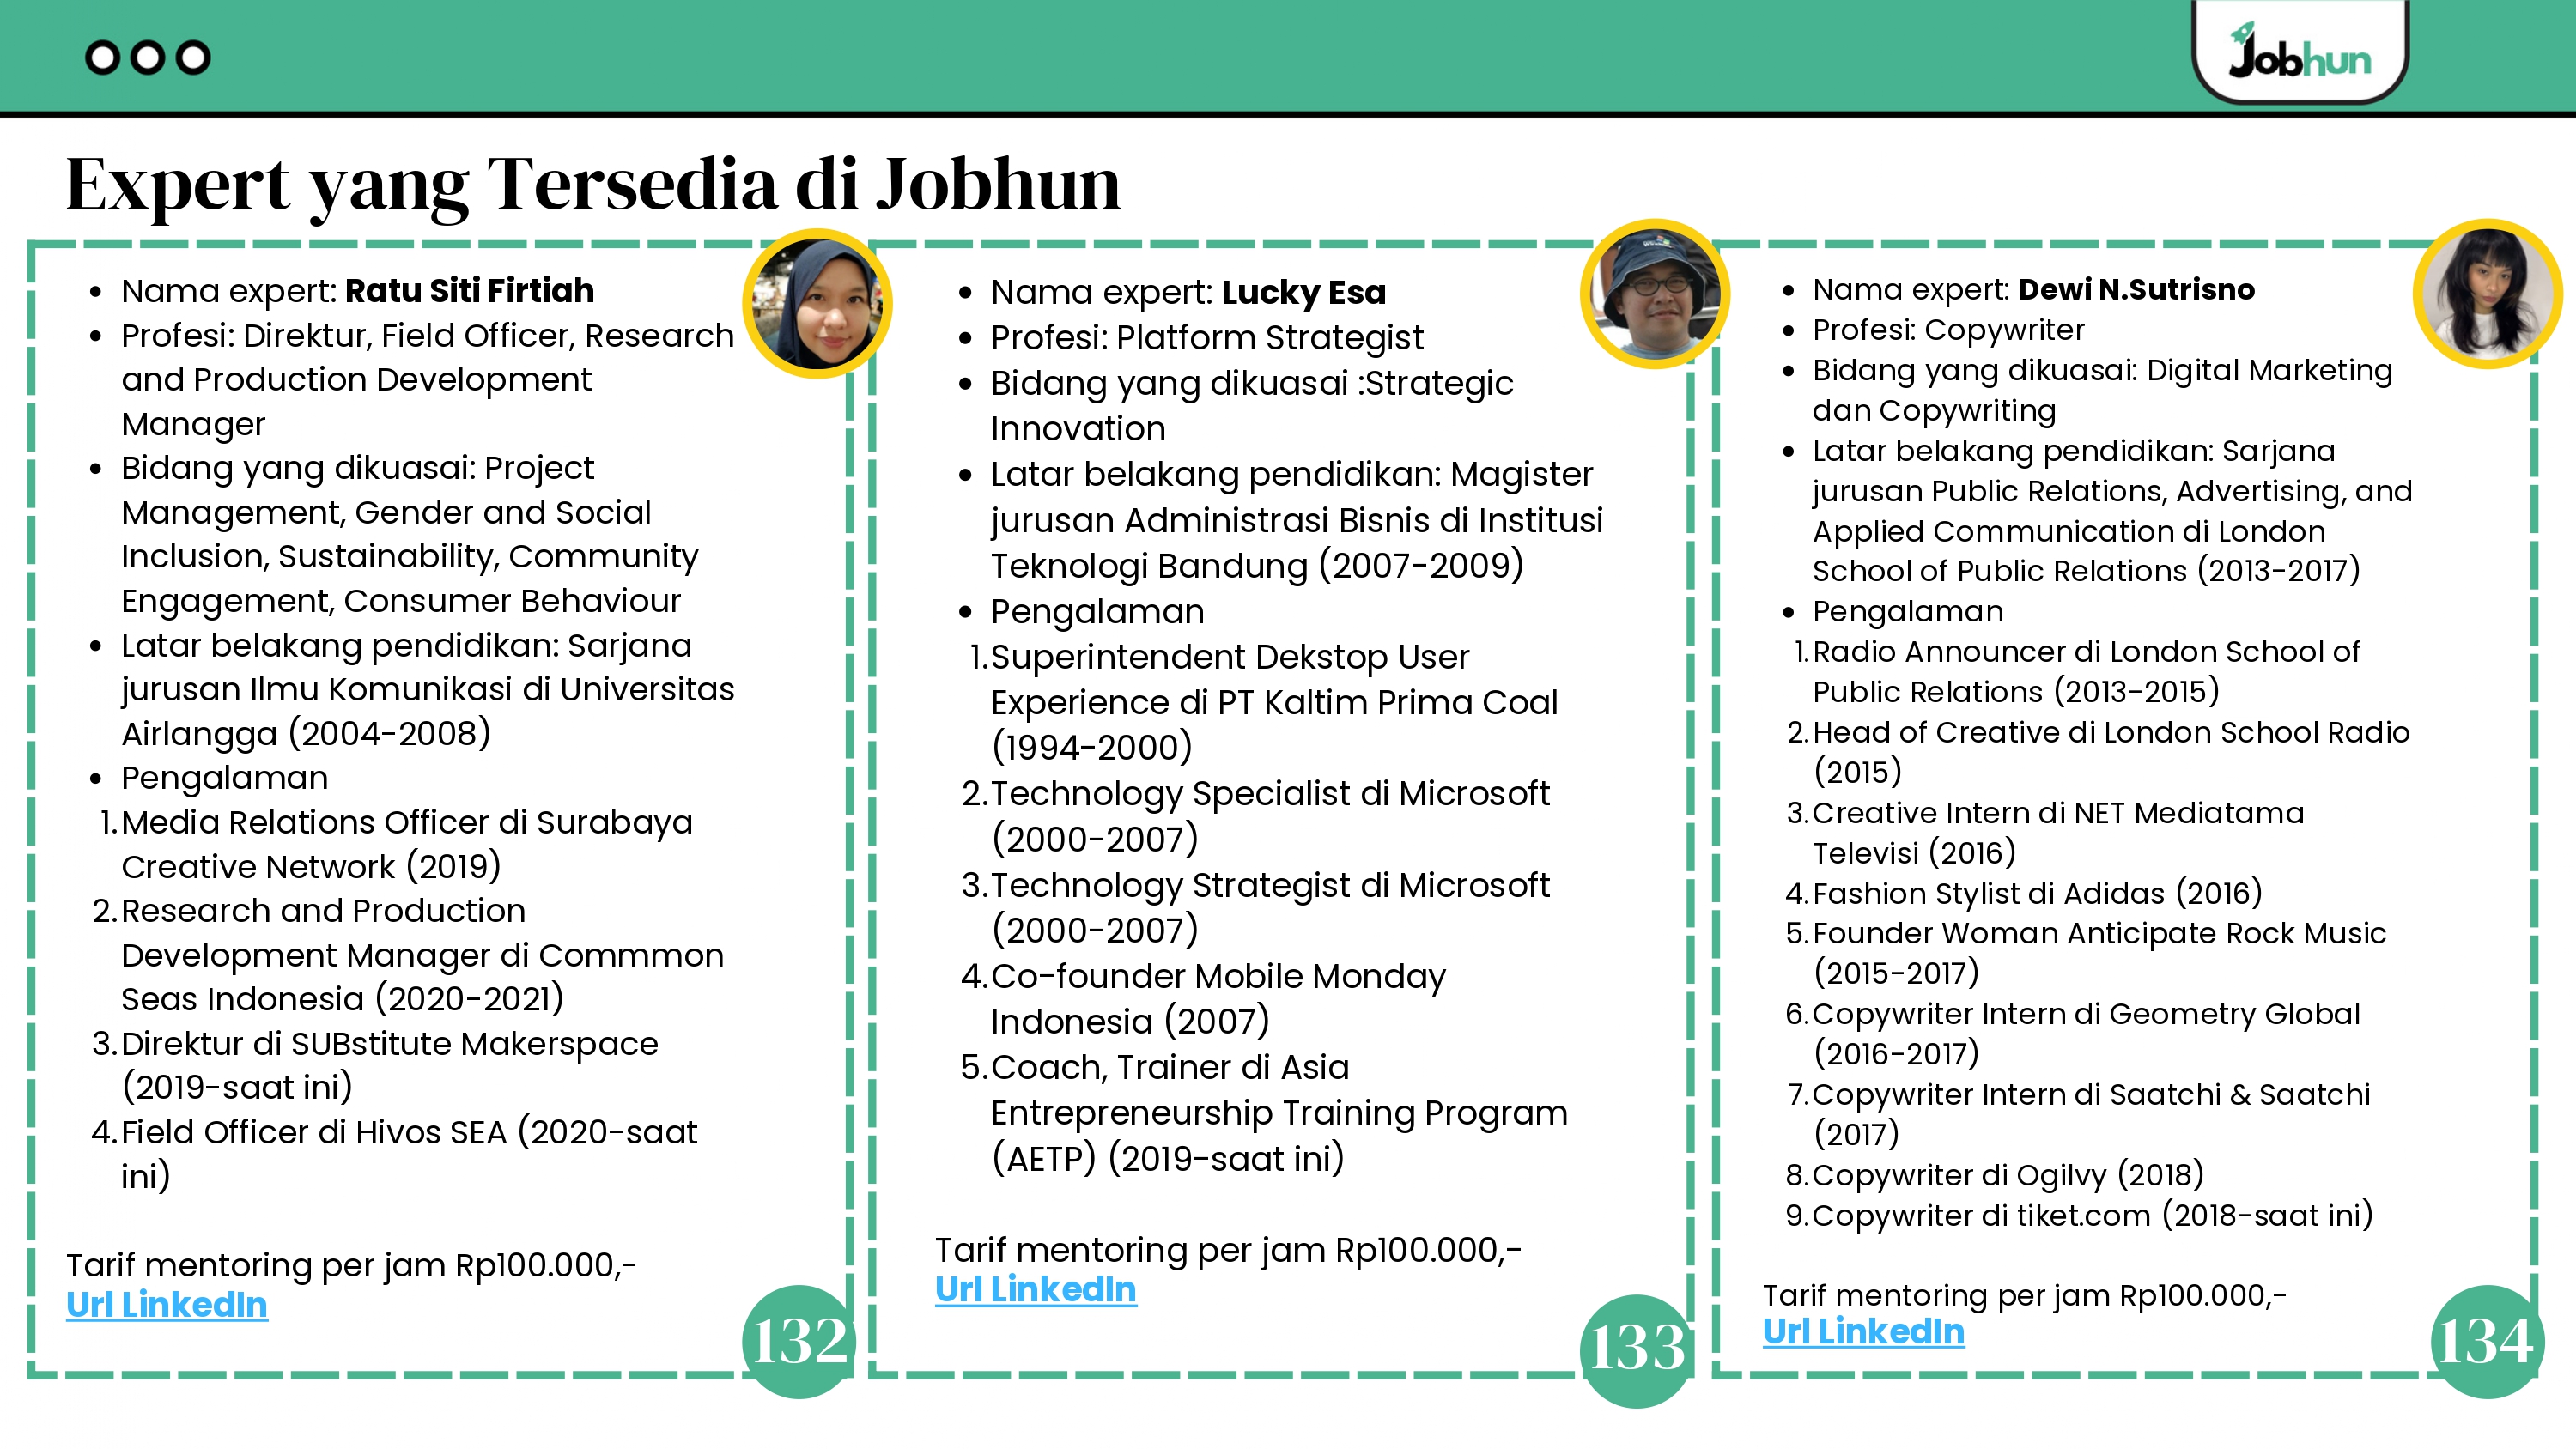 Jobhun
Expert yang Tersedia di Jobhun
• Nama expert: Ratu Siti Firtiah
• Profesi: Direktur, Field Officer, Research
and Production Development
Manager
• Bidang yang dikuasai: Project
Management, Gender and Social
Inclusion, Sustainability, Community
Engagement, Consumer Behaviour
• Latar belakang pendidikan: Sarjana
jurusan Ilmu Komunikasi di Universitas
Airlangga (2004-2008)
• Pengalaman
1. Media Relations Officer di Surabaya
Creative Network (2019)
2. Research and Production
Development Manager di Commmon
Seas Indonesia (2020-2021)
3. Direktur di SUBstitute Makerspace
(2019-saat ini)
4. Field Officer di Hivos SEA (2020-saat
ini)
Tarif mentoring per jam Rp100.000,-
Url LinkedIn
132
• Nama expert: Lucky Esa
• Profesi: Platform Strategist
• Bidang yang dikuasai :Strategic
Innovation
• Latar belakang pendidikan: Magister
jurusan Administrasi Bisnis di Institusi
Teknologi Bandung (2007-2009)
• Pengalaman
1. Superintendent Dekstop User
Experience di PT Kaltim Prima Coal
(1994-2000)
2. Technology Specialist di Microsoft
(2000-2007)
3. Technology Strategist di Microsoft
(2000-2007)
4. Co-founder Mobile Monday
Indonesia (2007)
5. Coach, Trainer di Asia
Entrepreneurship Training Program
(AETP) (2019-saat ini)
Tarif mentoring per jam Rp100.000,-
Url LinkedIn
133
• Nama expert: Dewi N.Sutrisno
• Profesi: Copywriter
• Bidang yang dikuasai: Digital Marketing
dan Copywriting
• Latar belakang pendidikan: Sarjana
jurusan Public Relations, Advertising, and
Applied Communication di London
School of Public Relations (2013-2017)
• Pengalaman
1. Radio Announcer di London School of
Public Relations (2013-2015)
2. Head of Creative di London School Radio
(2015)
3. Creative Intern di NET Mediatama
Televisi (2016)
4. Fashion Stylist di Adidas (2016)
5. Founder Woman Anticipate Rock Music
(2015-2017)
6. Copywriter Intern di Geometry Global
(2016-2017)
7. Copywriter Intern di Saatchi & Saatchi
(2017)
8. Copywriter di Ogilvy (2018)
9. Copywriter di tiket.com (2018-saat ini)
Tarif mentoring per jam Rp100.000,-
Url LinkedIn
134